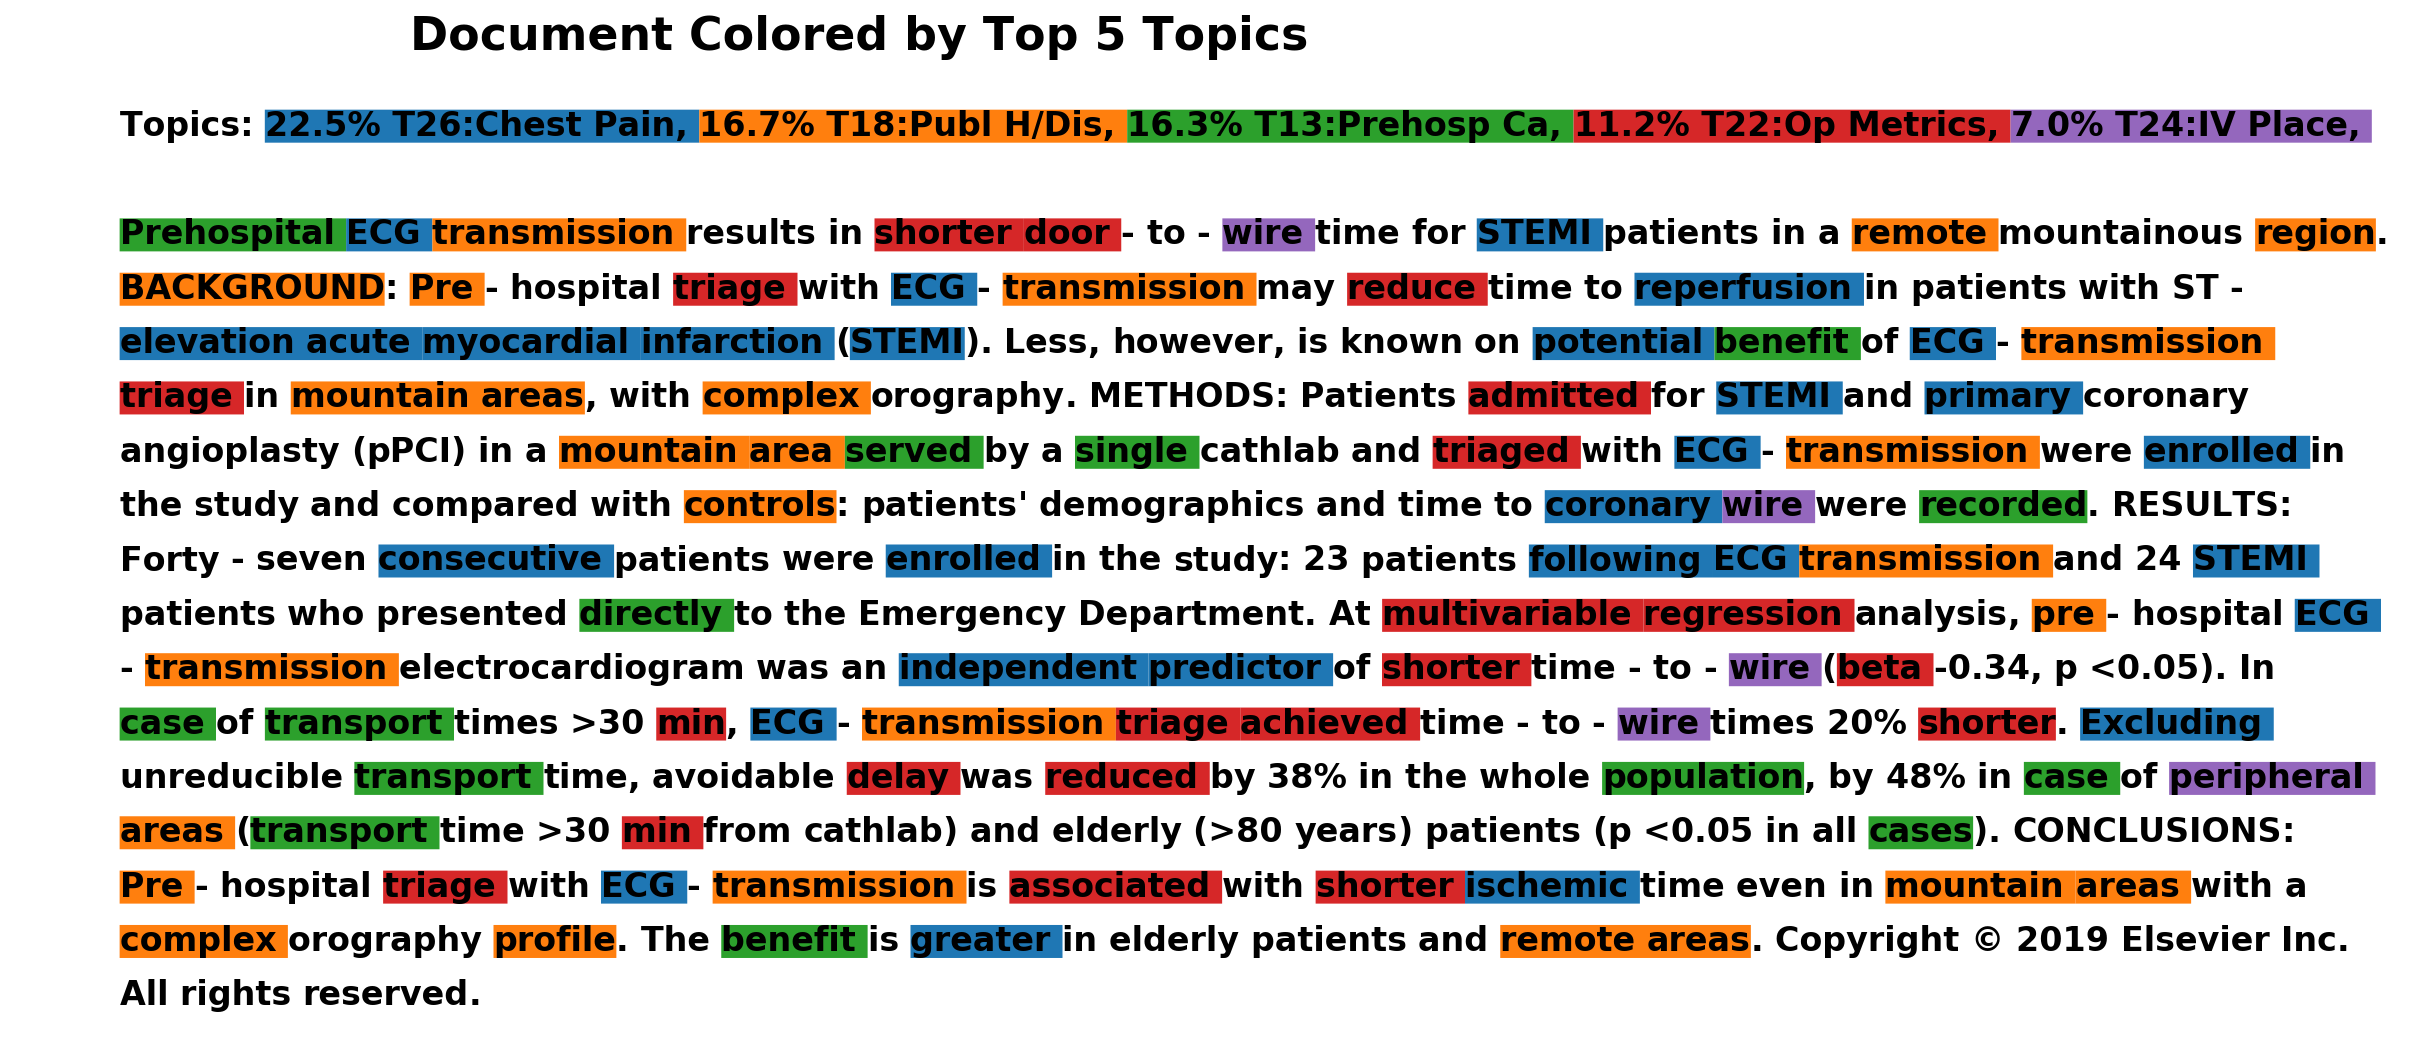 Document Colored by Top 5 Topics
Topics: 22.5% T26:Chest Pain, 16.7% T18:Publ H/Dis, 16.3% T13:Prehosp Ca, 11.2% T22:Op Metrics, 7.0% T24:IV Place,
Prehospital ECG transmission results in shorter door - to - wire time for STEMI patients in a remote mountainous region.
BACKGROUND: Pre - hospital triage with ECG - transmission may reduce time to reperfusion in patients with ST -
elevation acute myocardial infarction (STEMI). Less, however, is known on potential benefit of ECG - transmission
triage in mountain areas, with complex orography. METHODS: Patients admitted for STEMI and primary coronary
angioplasty (pPCI) in a mountain area served by a single cathlab and triaged with ECG - transmission were enrolled in
the study and compared with controls: patients' demographics and time to coronary wire were recorded. RESULTS:
Forty - seven consecutive patients were enrolled in the study: 23 patients following ECG transmission and 24 STEMI
patients who presented directly to the Emergency Department. At multivariable regression analysis, pre - hospital ECG
- transmission electrocardiogram was an independent predictor of shorter time - to - wire (beta -0.34, p <0.05). In
case of transport times >30 min, ECG - transmission triage achieved time - to - wire times 20% shorter. Excluding
unreducible transport time, avoidable delay was reduced by 38% in the whole population, by 48% in case of peripheral
areas (transport time >30 min from cathlab) and elderly (>80 years) patients (p <0.05 in all cases). CONCLUSIONS:
Pre - hospital triage with ECG - transmission is associated with shorter ischemic time even in mountain areas with a
complex orography profile. The benefit is greater in elderly patients and remote areas. Copyright © 2019 Elsevier Inc.
All rights reserved.